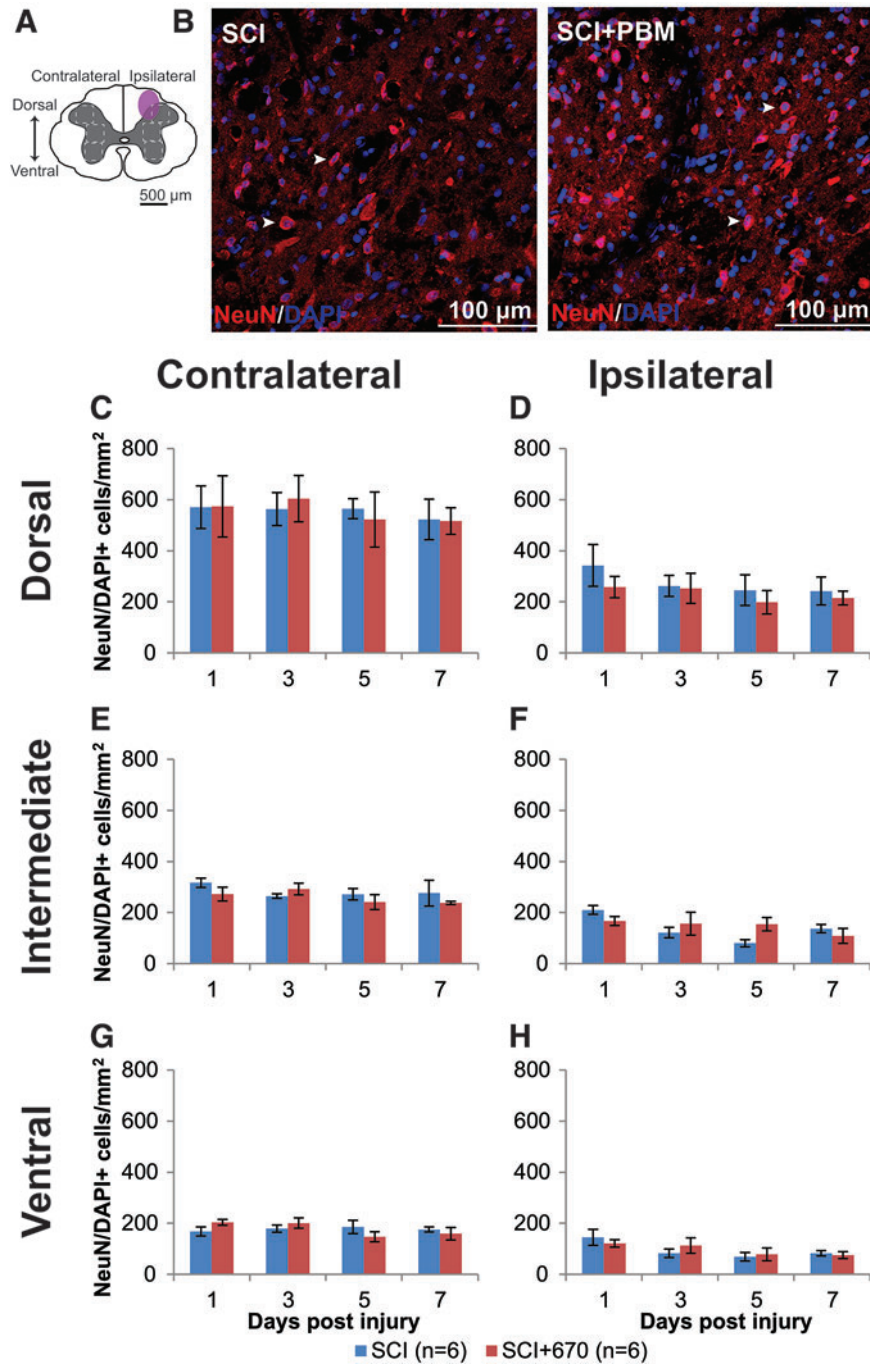 A
Contralateral Ipsilateral
Dorsal
Ventral
500 µm
B
SCI
NeuN/DAPI
100 µm
SCI+PBM
NeuN/DAPI
100 µm
Contralateral
Ipsilateral
Dorsal
C
NeuN/DAPI+ cells/mm²
800
600
400
200
0
1 3 5 7
D
800
600
400
200
0
1 3 5 7
Intermediate
E
NeuN/DAPI+ cells/mm²
800
600
400
200
0
1 3 5 7
F
800
600
400
200
0
1 3 5 7
Ventral
G
NeuN/DAPI+ cells/mm²
800
600
400
200
0
1 3 5 7
Days post injury
H
800
600
400
200
0
1 3 5 7
Days post injury
SCI (n=6) SCI+670 (n=6)